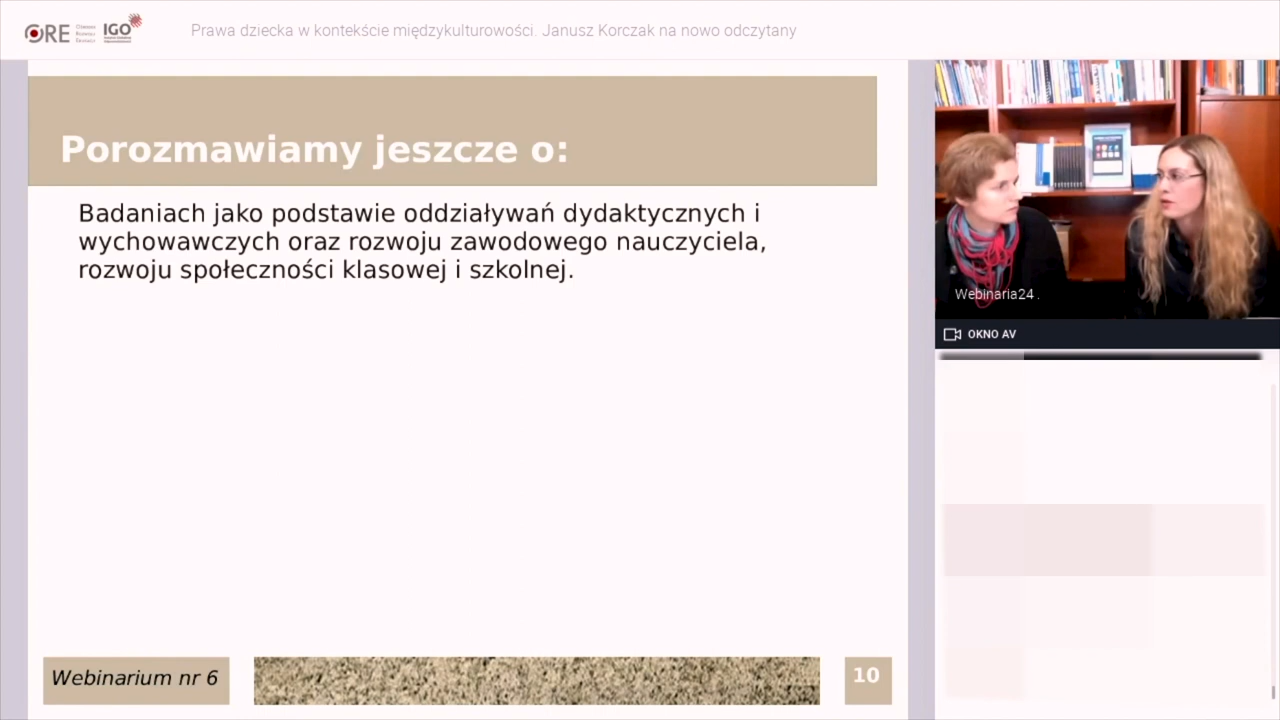 ORE
IGO
Prawa dziecka w kontekście międzykulturowości. Janusz Korczak na nowo odczytany
Porozmawiamy jeszcze o:
Badaniach jako podstawie oddziaływań dydaktycznych i
wychowawczych oraz rozwoju zawodowego nauczyciela,
rozwoju społeczności klasowej i szkolnej.
Webinaria24 .
OKNO AV
Webinarium nr 6
10